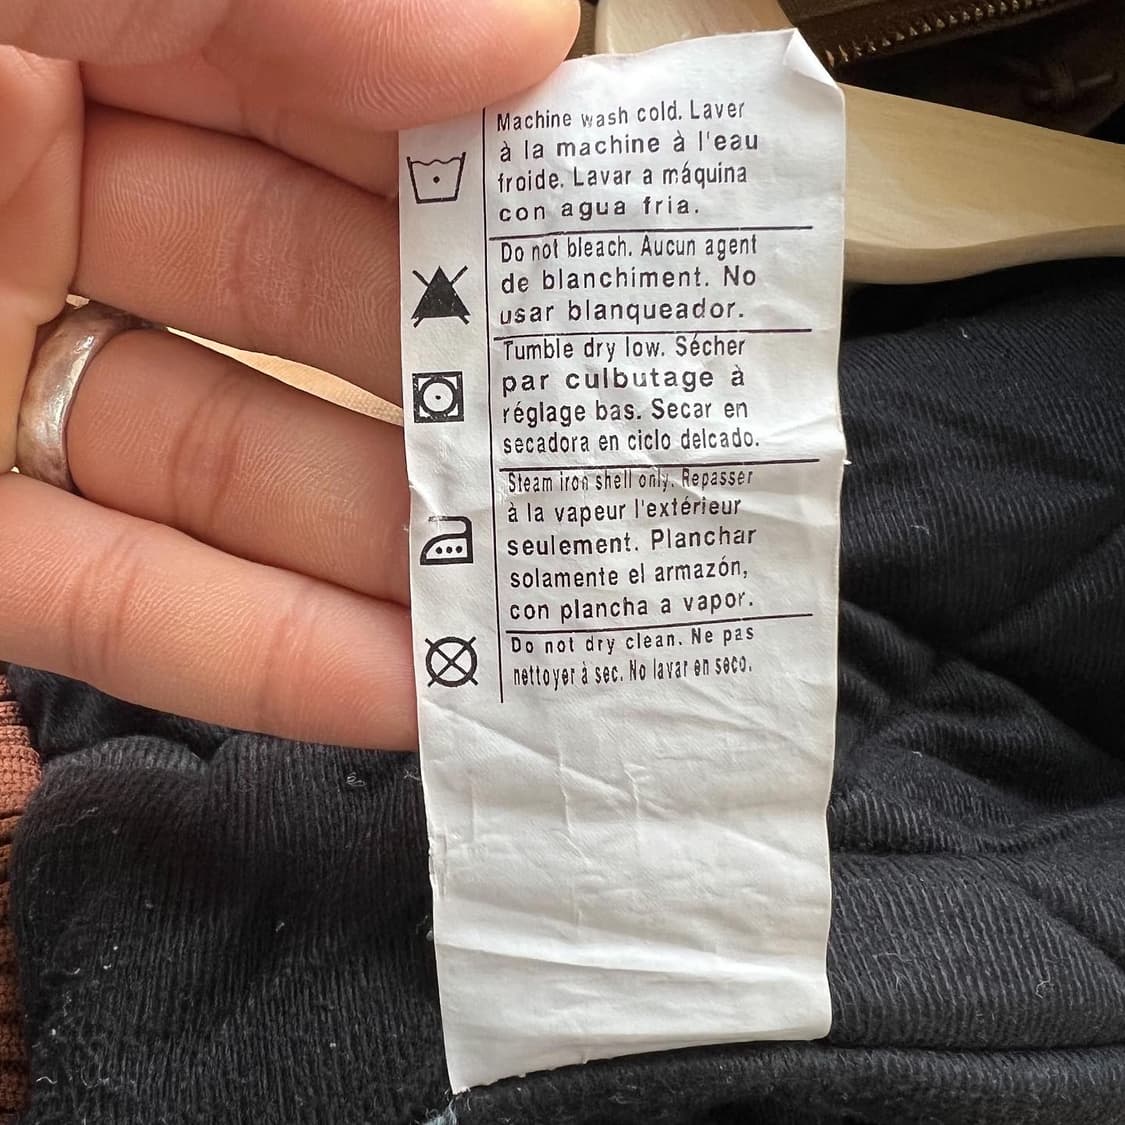 Machine wash cold. Laver
à la machine à l'eau
froide. Lavar a máquina
con agua fria.
Do not bleach. Aucun agent
de blanchiment. No
usar blanqueador.
Tumble dry low. Sécher
par culbutage à
réglage bas. Secar en
secadora en ciclo delcado.
Steam iron shell only. Repasser
à la vapeur l'extérieur
seulement. Planchar
solamente el armazón,
con plancha a vapor.
Do not dry clean. Ne pas
nettoyer à sec. No lavar en seco.